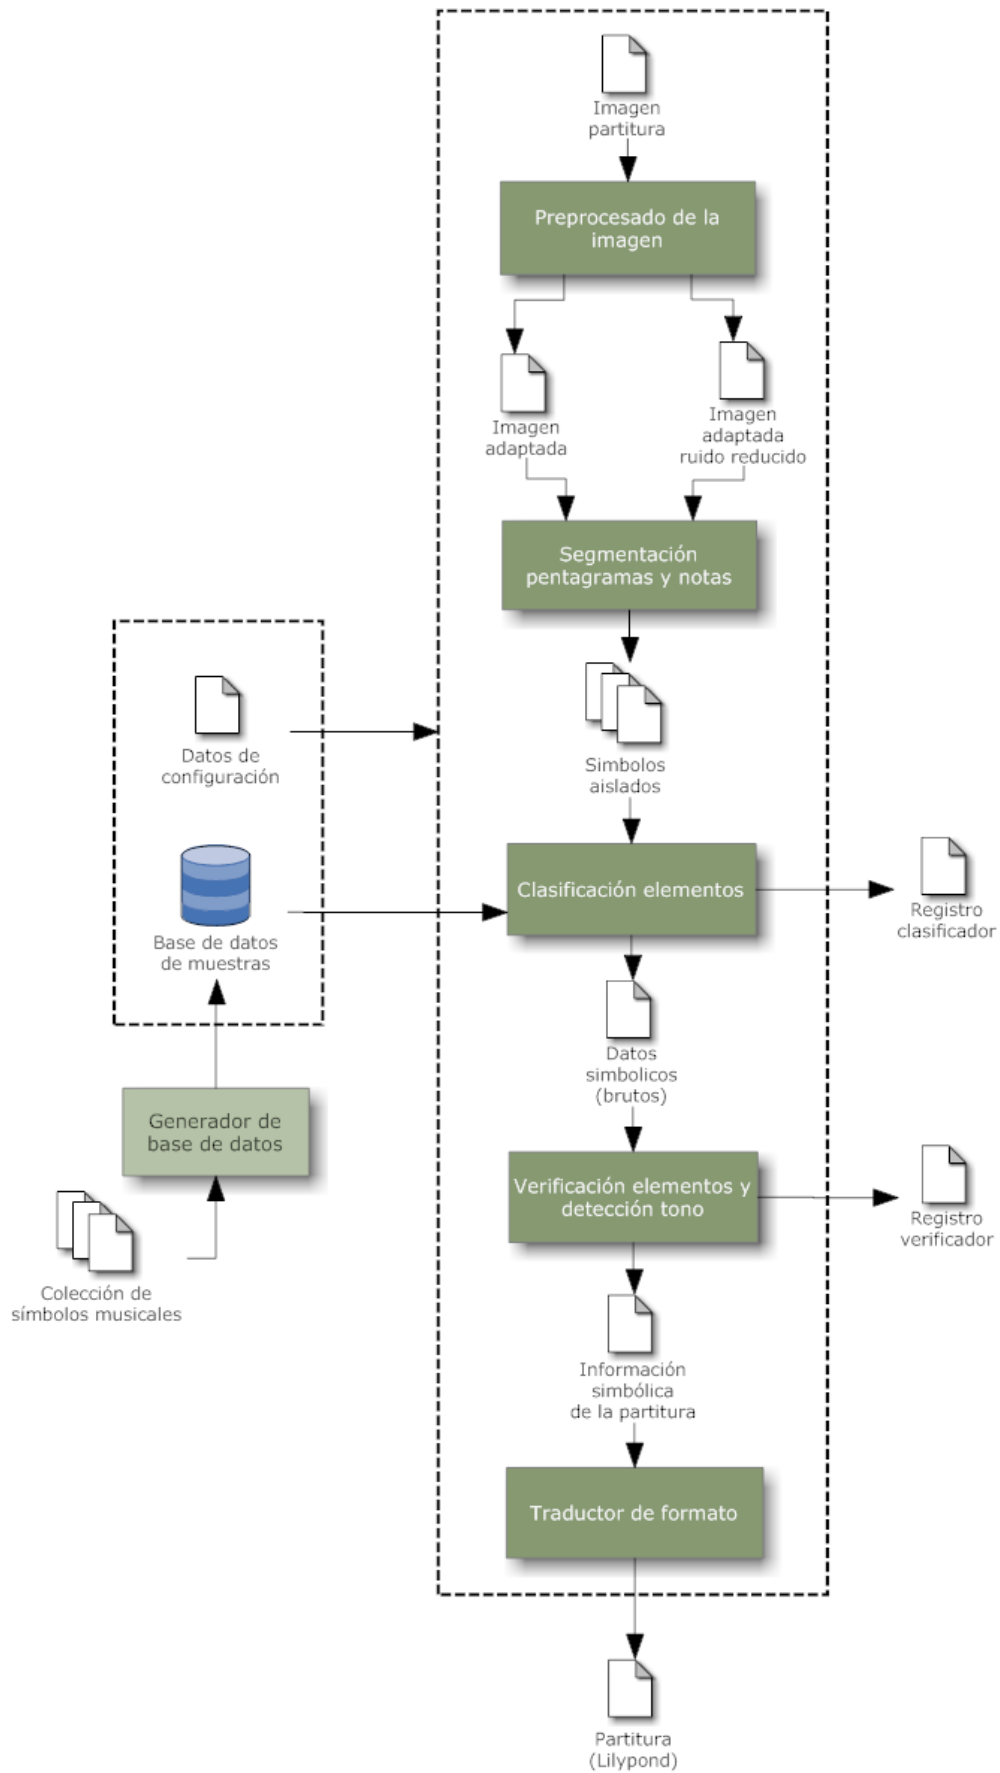 Imagen
partitura
Preprocesado de la
imagen
Imagen
adaptada
Imagen
adaptada
ruido reducido
Segmentación
pentagramas y notas
Simbolos
aislados
Datos de
configuración
Base de datos
de muestras
Clasificación elementos
Registro
clasificador
Datos
simbolicos
(brutos)
Generador de
base de datos
Verificación elementos y
detección tono
Registro
verificador
Colección de
símbolos musicales
Información
simbólica
de la partitura
Traductor de formato
Partitura
(Lilypond)